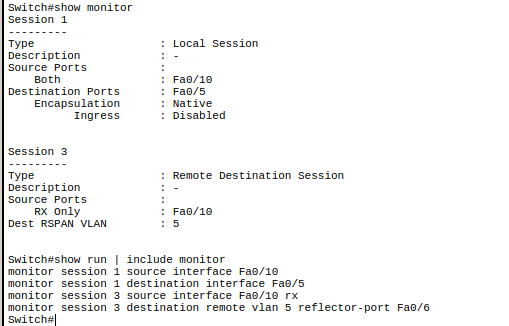 Switch#show monitor
Session 1
---------
Type                   : Local Session
Description            : -
Source Ports           :
    Both               : Fa0/10
Destination Ports      : Fa0/5
    Encapsulation      : Native
          Ingress      : Disabled
Session 3
---------
Type                   : Remote Destination Session
Description            : -
Source Ports           :
    RX Only            : Fa0/10
Dest RSPAN VLAN        : 5
Switch#show run | include monitor
monitor session 1 source interface Fa0/10
monitor session 1 destination interface Fa0/5
monitor session 3 source interface Fa0/10 rx
monitor session 3 destination remote vlan 5 reflector-port Fa0/6
Switch#